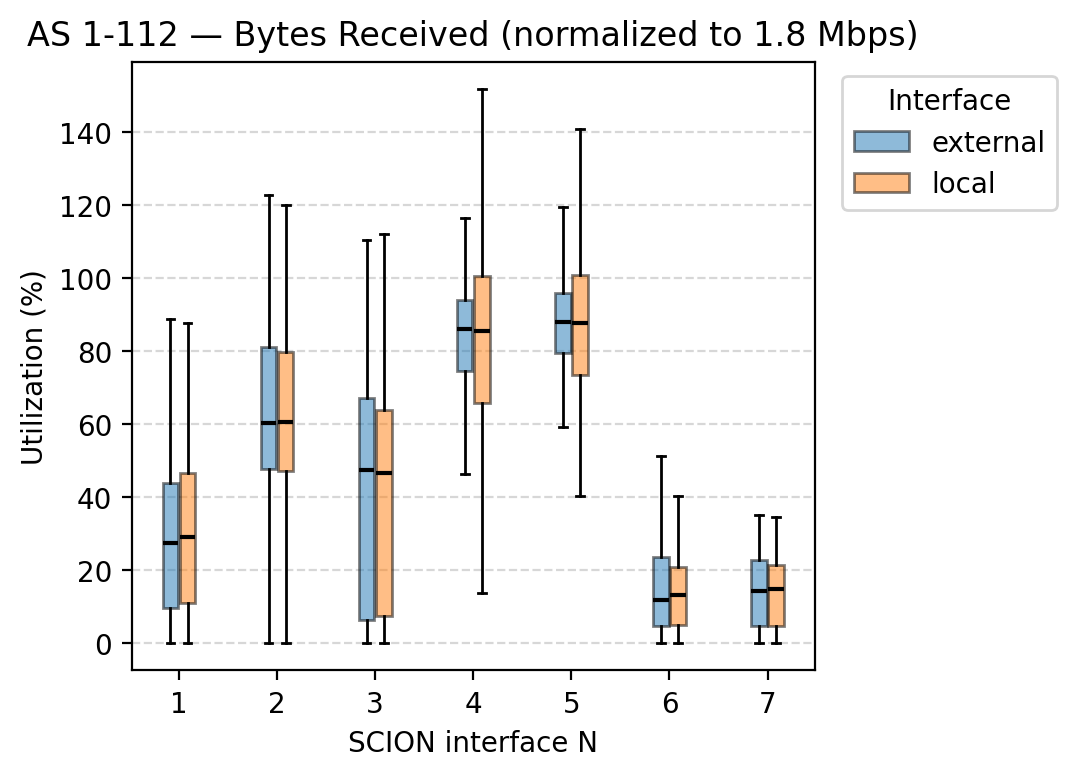 AS 1-112 — Bytes Received (normalized to 1.8 Mbps)
Interface
external
local
Utilization (%)
140
120
100
80
60
40
20
0
1 2 3 4 5 6 7
SCION interface N